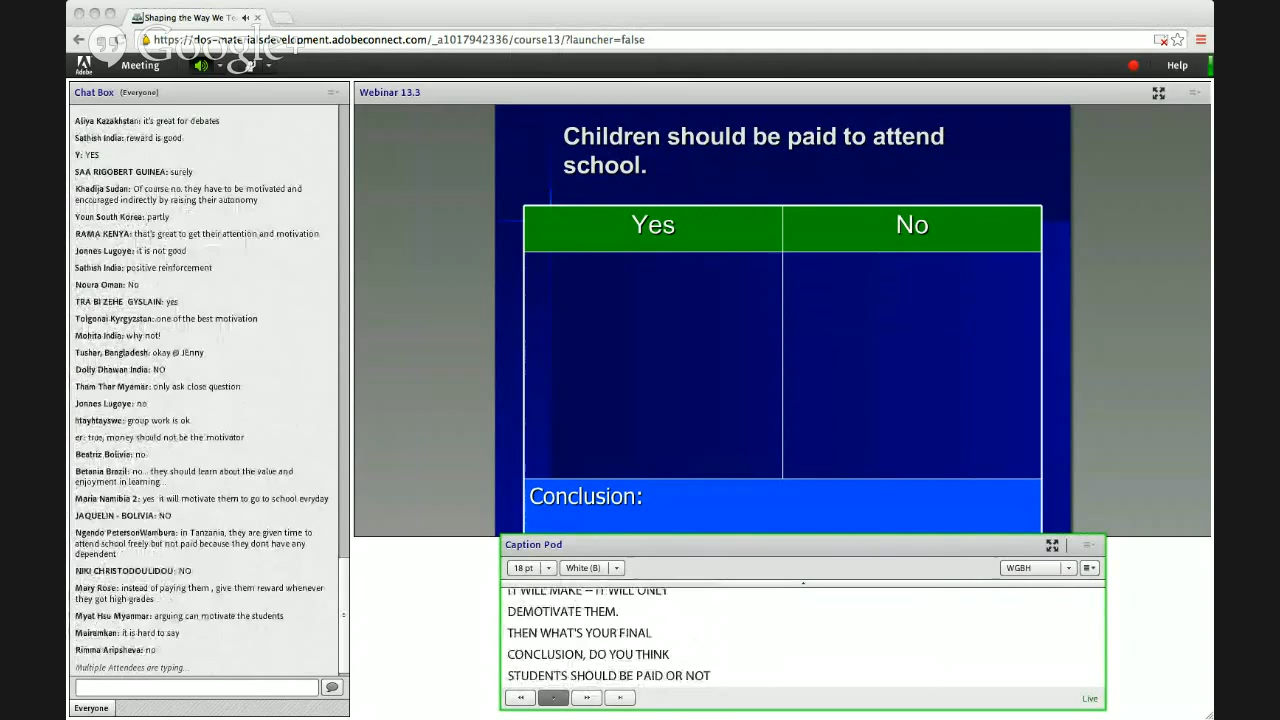 Shaping the Way We Te
Google+
https://dos-materialsdevelopment.adobeconnect.com/_a1017942336/course13/?launcher=false
Adobe
Meeting
Help
Chat Box (Everyone)
Aliya Kazakhstan: it's great for debates
Sathish India: reward is good
Y: YES
SAA RIGOBERT GUINEA: surely
Khadija Sudan: Of course no. they have to be motivated and
encouragned indirectly by raising their autonomy
Youn South Korea: partly
RAMA KENYA: that's great to get their attention and motivation
Jonnes Lugoye: it is not good
Sathish India: positive reinforcement
Noura Oman: No
TRA BI ZEHE GYSLAIN: yes
Tolgonai Kyrgyzstan: one of the best motivation
Mohita India: why not!
Tushar, Bangladesh: okay @ JEnny
Dolly Dhawan India: NO
Tham Thar Myamar: only ask close question
Jonnes Lugoye: no
htayhtayswe: group work is ok
er: true, money should not be the motivator
Beatriz Bolivia: no
Betania Brazil: no... they should learn about the value and
enjoyment in learning...
Maria Namibia 2: yes it will motivate them to go to school evryday
JAQUELIN - BOLIVIA: NO
Ngendo PetersonWambura: in Tanzania, they are given time to
attend school freely but not paid because they dont have any
dependent
NIKI CHRISTODOULIDOU: NO
Mary Rose: instead of paying them , give them reward whenever
they got high grades
Myat Hsu Myanmar: arguing can motivate the students
Mairamkan: it is hard to say
Rimma Aripsheva: no
Multiple Attendees are typing...
Everyone
Webinar 13.3
Children should be paid to attend
school.
Yes No
Conclusion:
Caption Pod
18 pt White (B) WGBH
IT WILL MAKE -- IT WILL ONLY
DEMOTIVATE THEM.
THEN WHAT'S YOUR FINAL
CONCLUSION, DO YOU THINK
STUDENTS SHOULD BE PAID OR NOT
Live